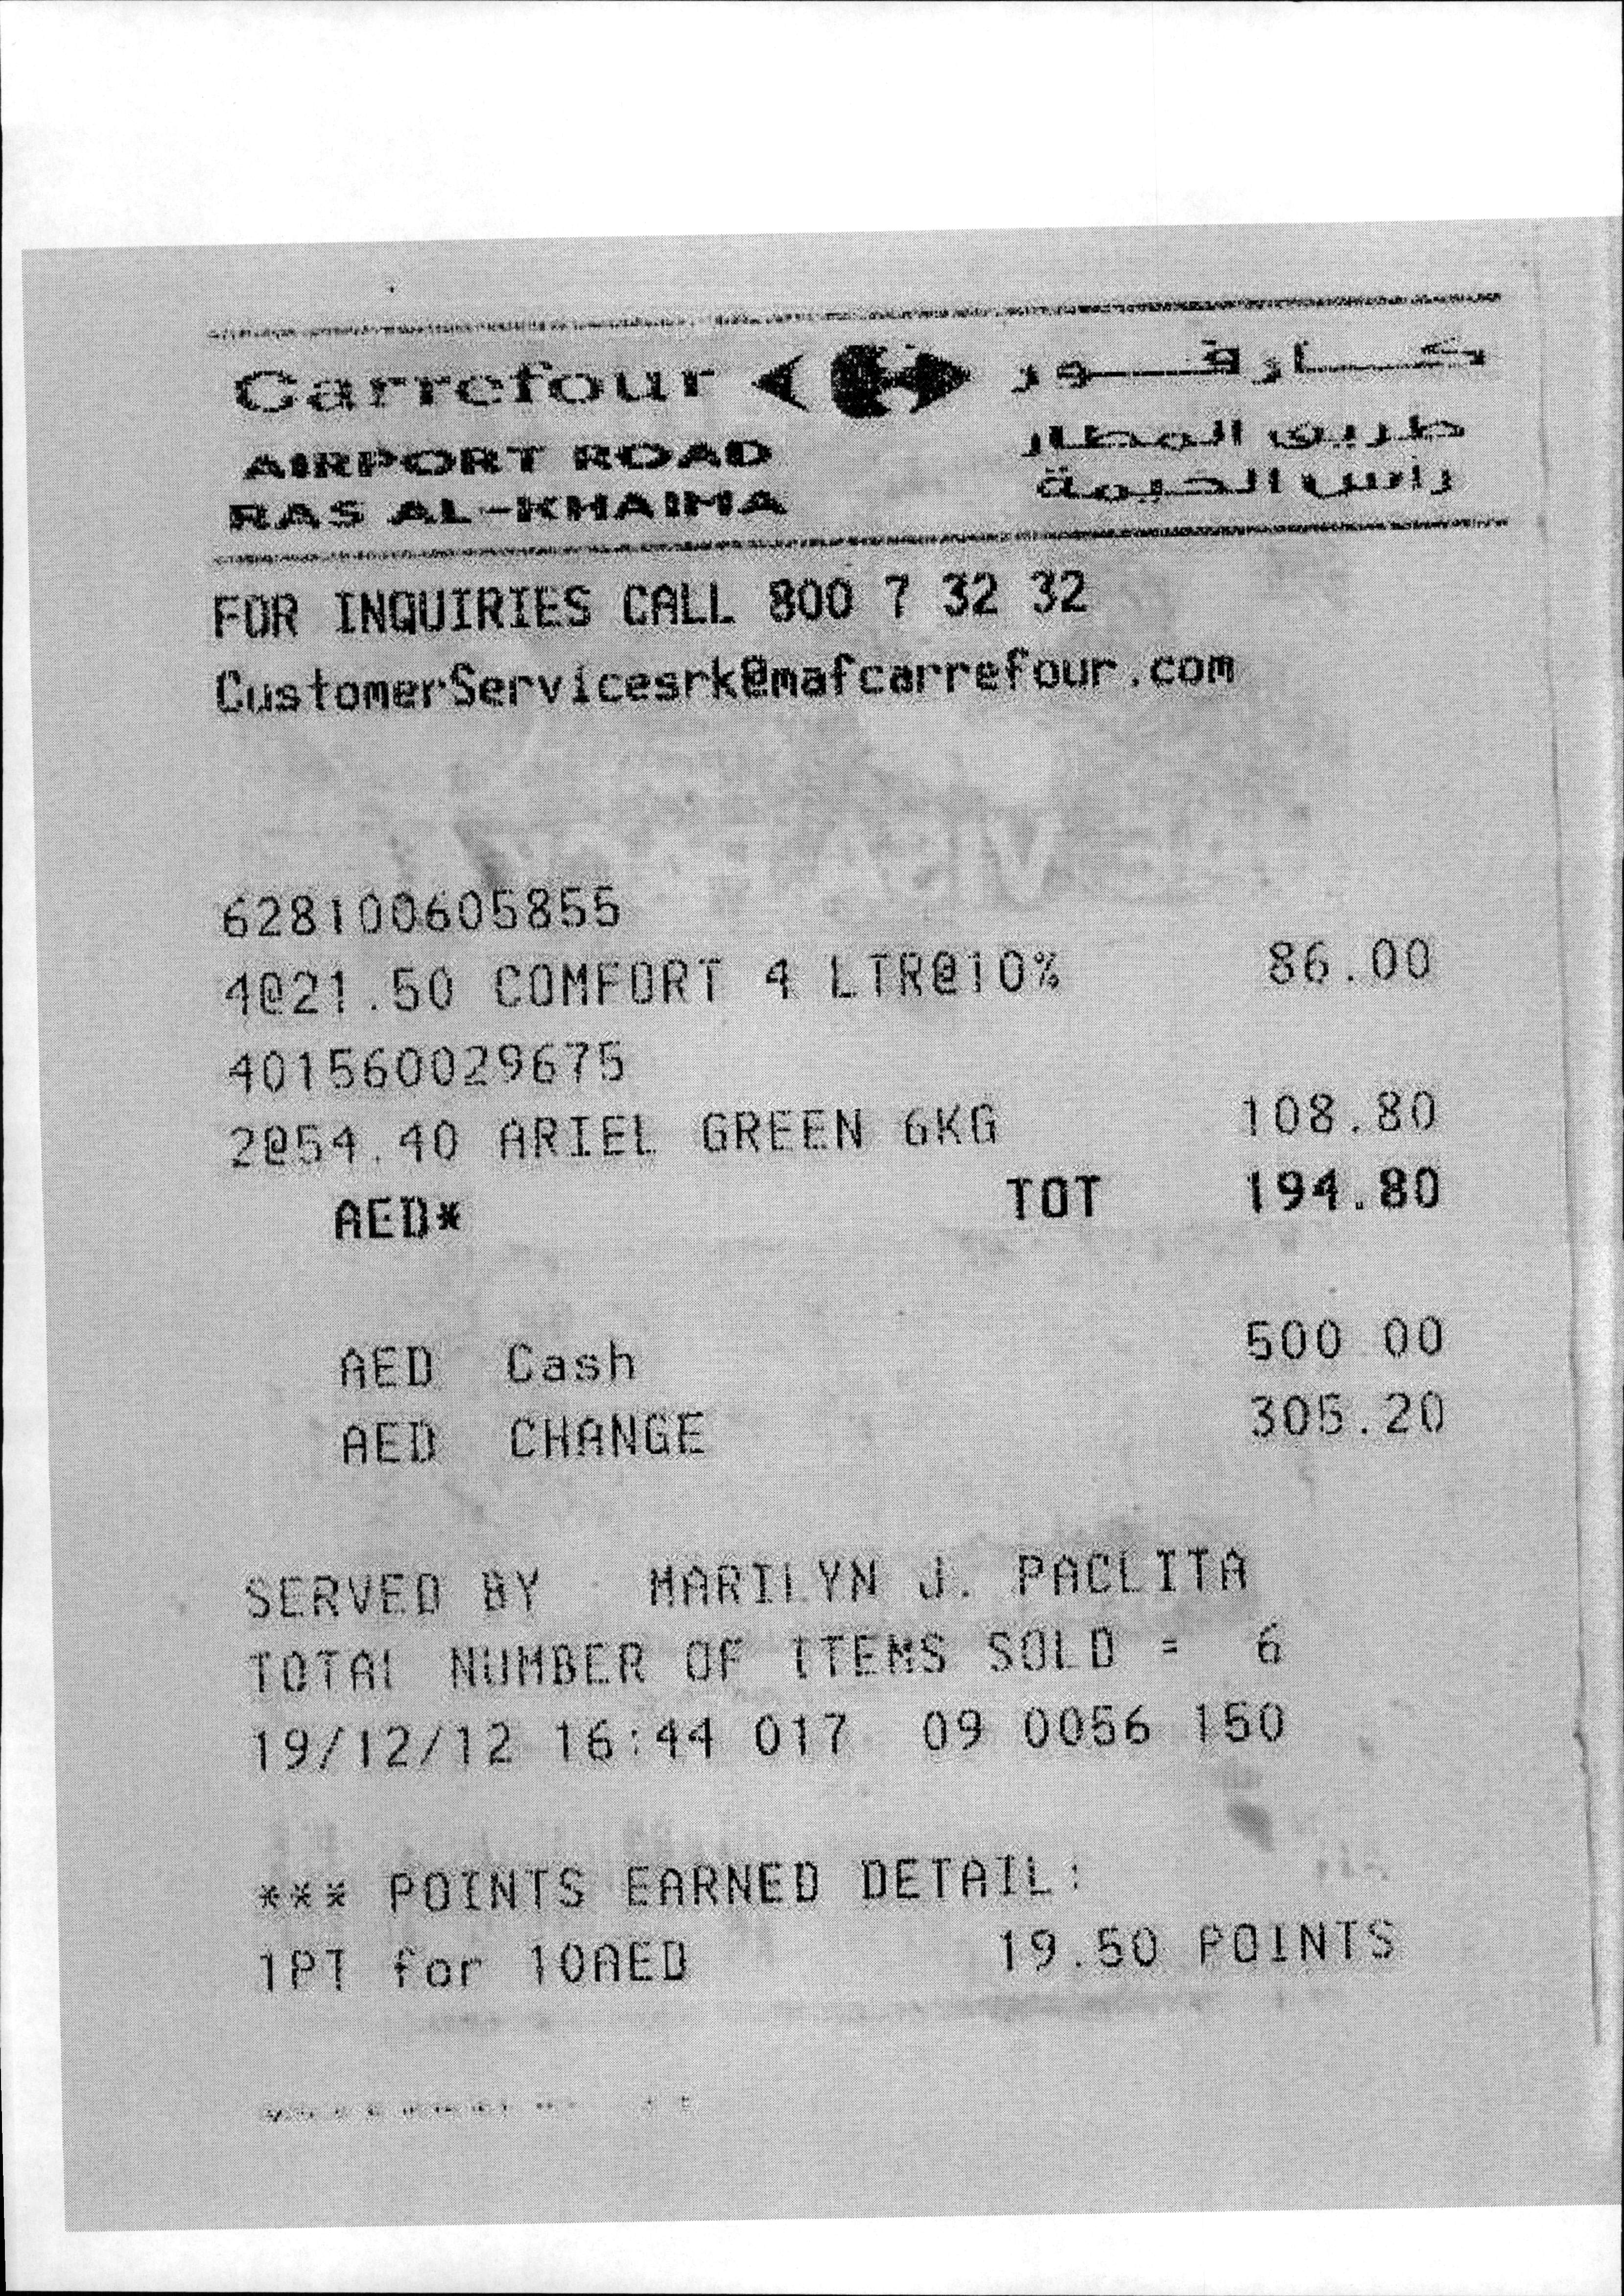 Carrefour كـــارفـــور
AIRPORT ROAD طريق المطار
RAS AL-KHAIMA رأس الخيمة
FOR INQUIRIES CALL 800 7 32 32
CustomerServicesrk@mafcarrefour.com
628100605855
4@21.50 COMFORT 4 LTR@10% 86.00
401560029675
2@54.40 ARIEL GREEN 6KG 108.80
AED* TOT 194.80
AED Cash 500 00
AED CHANGE 305.20
SERVED BY MARILYN J. PACLITA
TOTAL NUMBER OF ITEMS SOLD = 6
19/12/12 16:44 017 09 0056 150
*** POINTS EARNED DETAIL:
1PT for 10AED 19.50 POINTS